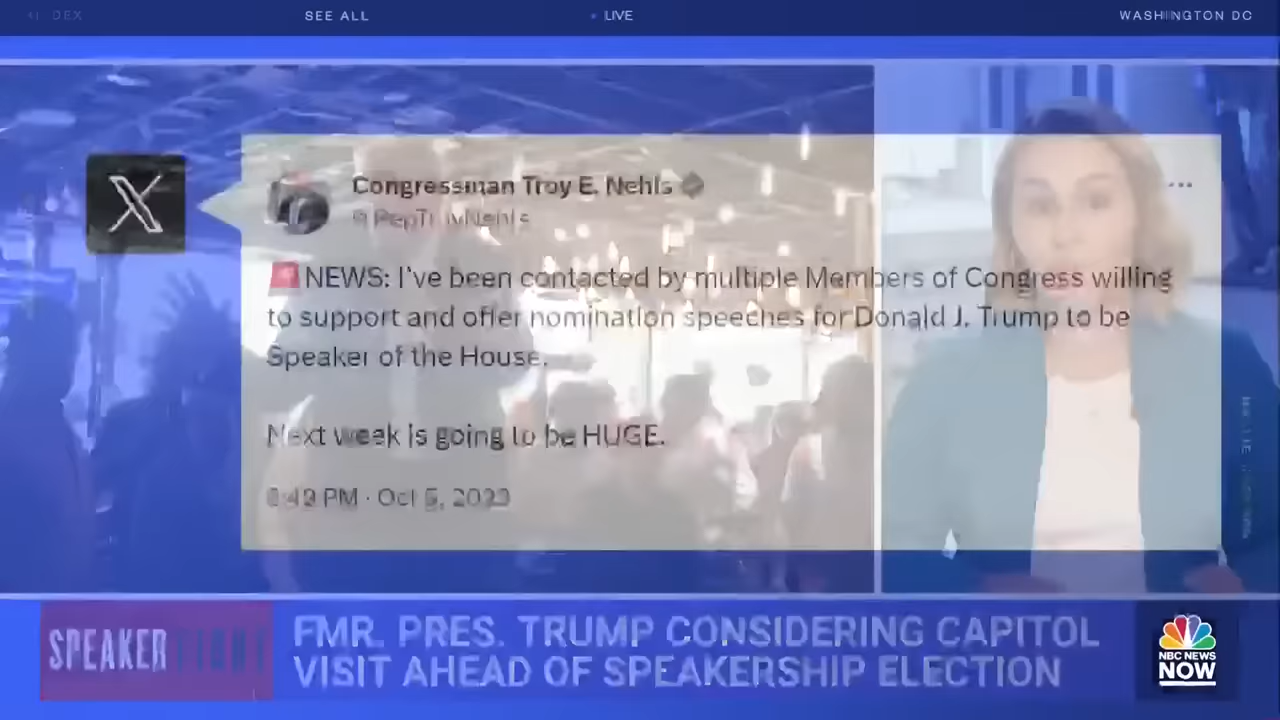 SEE ALL
LIVE
WASHINGTON DC
X
Congressman Troy E. Nehls
🚨NEWS: I've been contacted by multiple Members of Congress willing
to support and offer nomination speeches for Donald J. Trump to be
Speaker of the House.
Next week is going to be HUGE.
PM · Oct 5, 2023
SPEAKER FIGHT
FMR. PRES. TRUMP CONSIDERING CAPITOL
VISIT AHEAD OF SPEAKERSHIP ELECTION
NBC NEWS
NOW